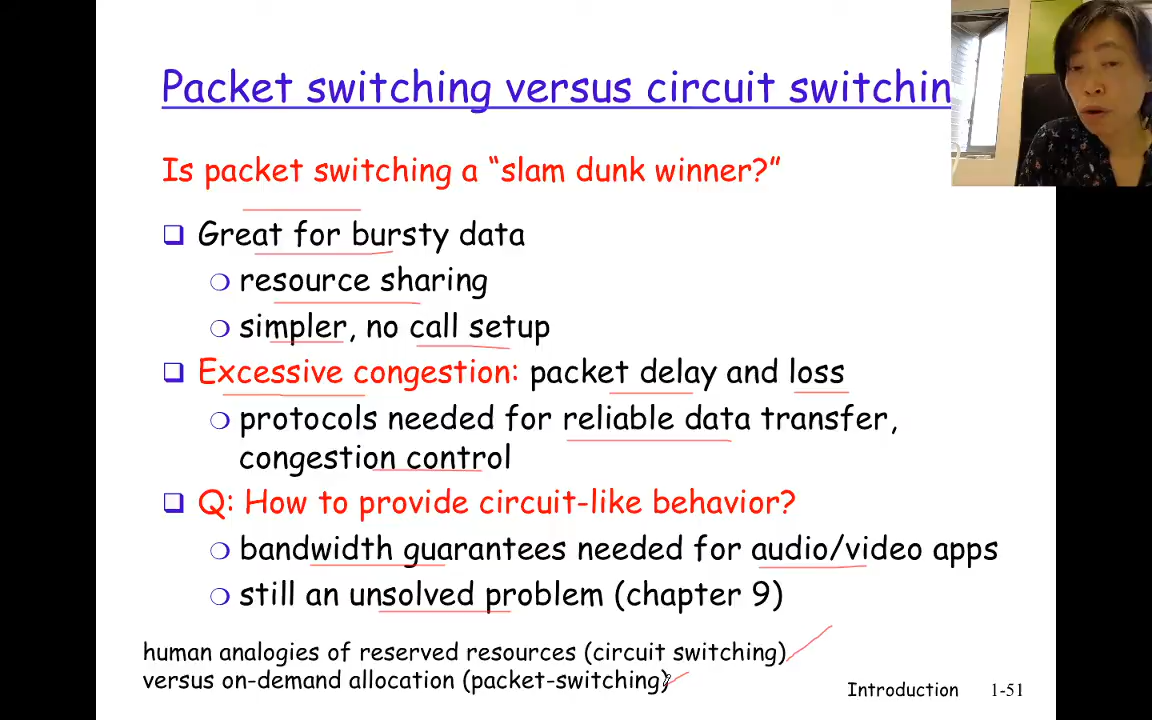 Packet switching versus circuit switchin
Is packet switching a “slam dunk winner?”
Great for bursty data
resource sharing
simpler, no call setup
Excessive congestion: packet delay and loss
protocols needed for reliable data transfer,
congestion control
Q: How to provide circuit-like behavior?
bandwidth guarantees needed for audio/video apps
still an unsolved problem (chapter 9)
human analogies of reserved resources (circuit switching)
versus on-demand allocation (packet-switching)
Introduction 1-51